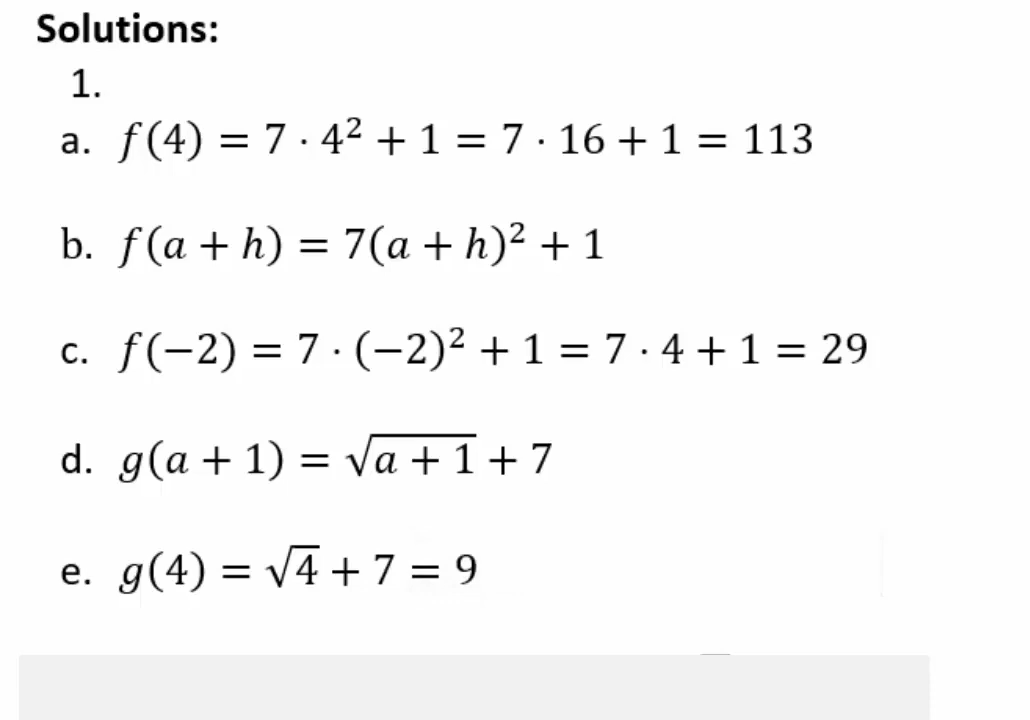 Solutions:
1.
a. f(4) = 7 · 4² + 1 = 7 · 16 + 1 = 113
b. f(a + h) = 7(a + h)² + 1
c. f(−2) = 7 · (−2)² + 1 = 7 · 4 + 1 = 29
d. g(a + 1) = √(a + 1) + 7
e. g(4) = √4 + 7 = 9